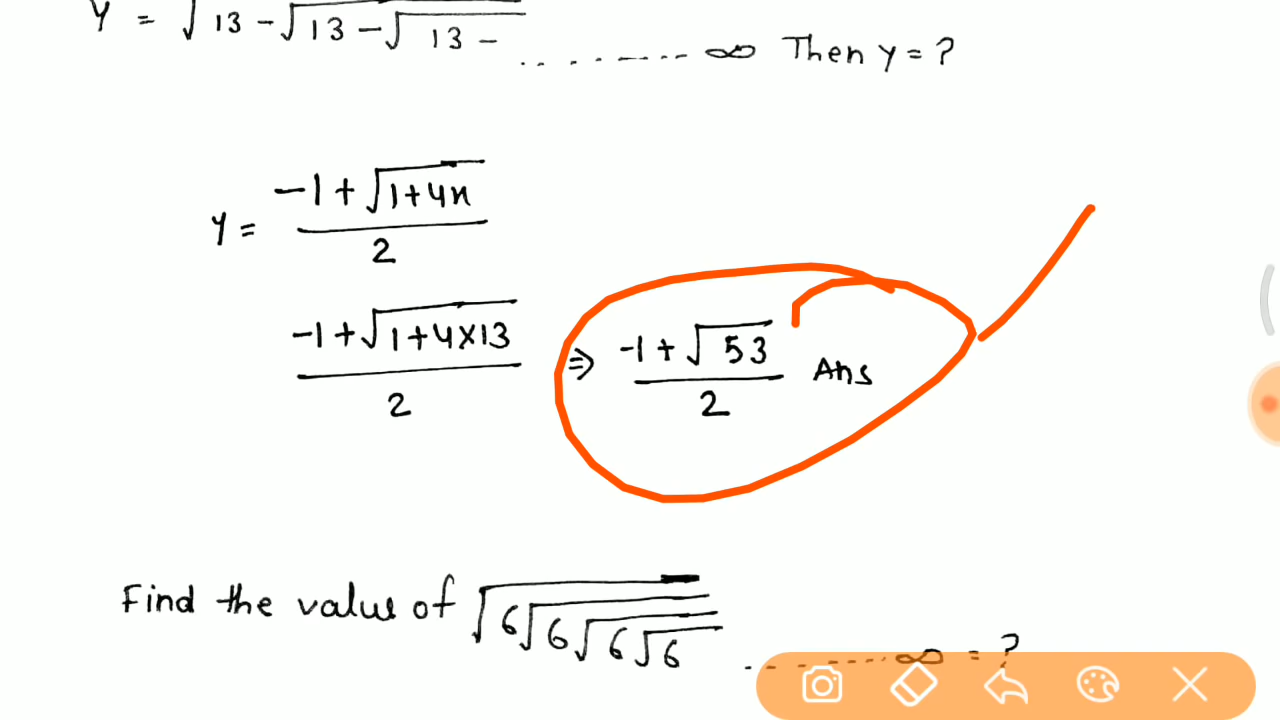 Y = √13 - √13 - √13 - ......... ∞ Then y = ?
Y = (-1 + √1+4n)/2
(-1 + √1+4×13)/2 ⇒ (-1 + √53)/2 Ans
Find the value of √6√6√6√6 ......... ∞ = ?